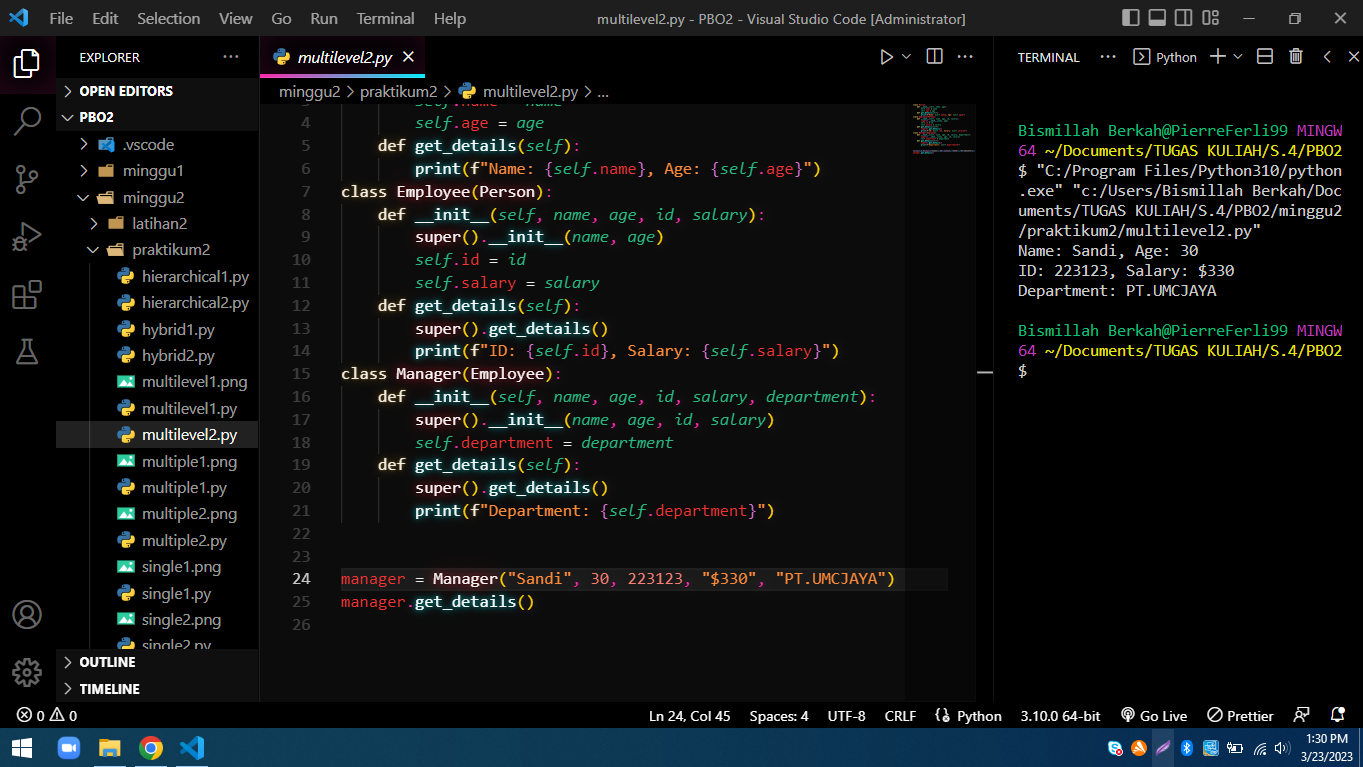 File Edit Selection View Go Run Terminal Help multilevel2.py - PBO2 - Visual Studio Code [Administrator]
EXPLORER ...
OPEN EDITORS
PBO2
.vscode
minggu1
minggu2
latihan2
praktikum2
hierarchical1.py
hierarchical2.py
hybrid1.py
hybrid2.py
multilevel1.png
multilevel1.py
multilevel2.py
multiple1.png
multiple1.py
multiple2.png
multiple2.py
single1.png
single1.py
single2.png
single2.py
OUTLINE
TIMELINE
multilevel2.py
minggu2 > praktikum2 > multilevel2.py > ...
3 self.name = name
4 self.age = age
5 def get_details(self):
6 print(f"Name: {self.name}, Age: {self.age}")
7 class Employee(Person):
8 def __init__(self, name, age, id, salary):
9 super().__init__(name, age)
10 self.id = id
11 self.salary = salary
12 def get_details(self):
13 super().get_details()
14 print(f"ID: {self.id}, Salary: {self.salary}")
15 class Manager(Employee):
16 def __init__(self, name, age, id, salary, department):
17 super().__init__(name, age, id, salary)
18 self.department = department
19 def get_details(self):
20 super().get_details()
21 print(f"Department: {self.department}")
22
23
24 manager = Manager("Sandi", 30, 223123, "$330", "PT.UMCJAYA")
25 manager.get_details()
26
TERMINAL ... Python
Bismillah Berkah@PierreFerli99 MINGW
64 ~/Documents/TUGAS KULIAH/S.4/PBO2
$ "C:/Program Files/Python310/python
.exe" "c:/Users/Bismillah Berkah/Doc
uments/TUGAS KULIAH/S.4/PBO2/minggu2
/praktikum2/multilevel2.py"
Name: Sandi, Age: 30
ID: 223123, Salary: $330
Department: PT.UMCJAYA
Bismillah Berkah@PierreFerli99 MINGW
64 ~/Documents/TUGAS KULIAH/S.4/PBO2
$
0 0 Ln 24, Col 45 Spaces: 4 UTF-8 CRLF Python 3.10.0 64-bit Go Live Prettier
1:30 PM
3/23/2023